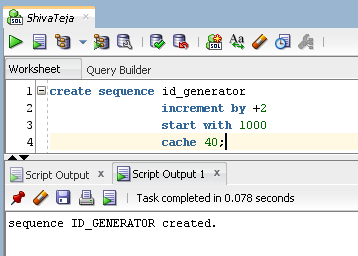 ShivaTeja
SQL
Worksheet Query Builder
1 create sequence id_generator
2 increment by +2
3 start with 1000
4 cache 40;
Script Output Script Output 1
Task completed in 0.078 seconds
sequence ID_GENERATOR created.